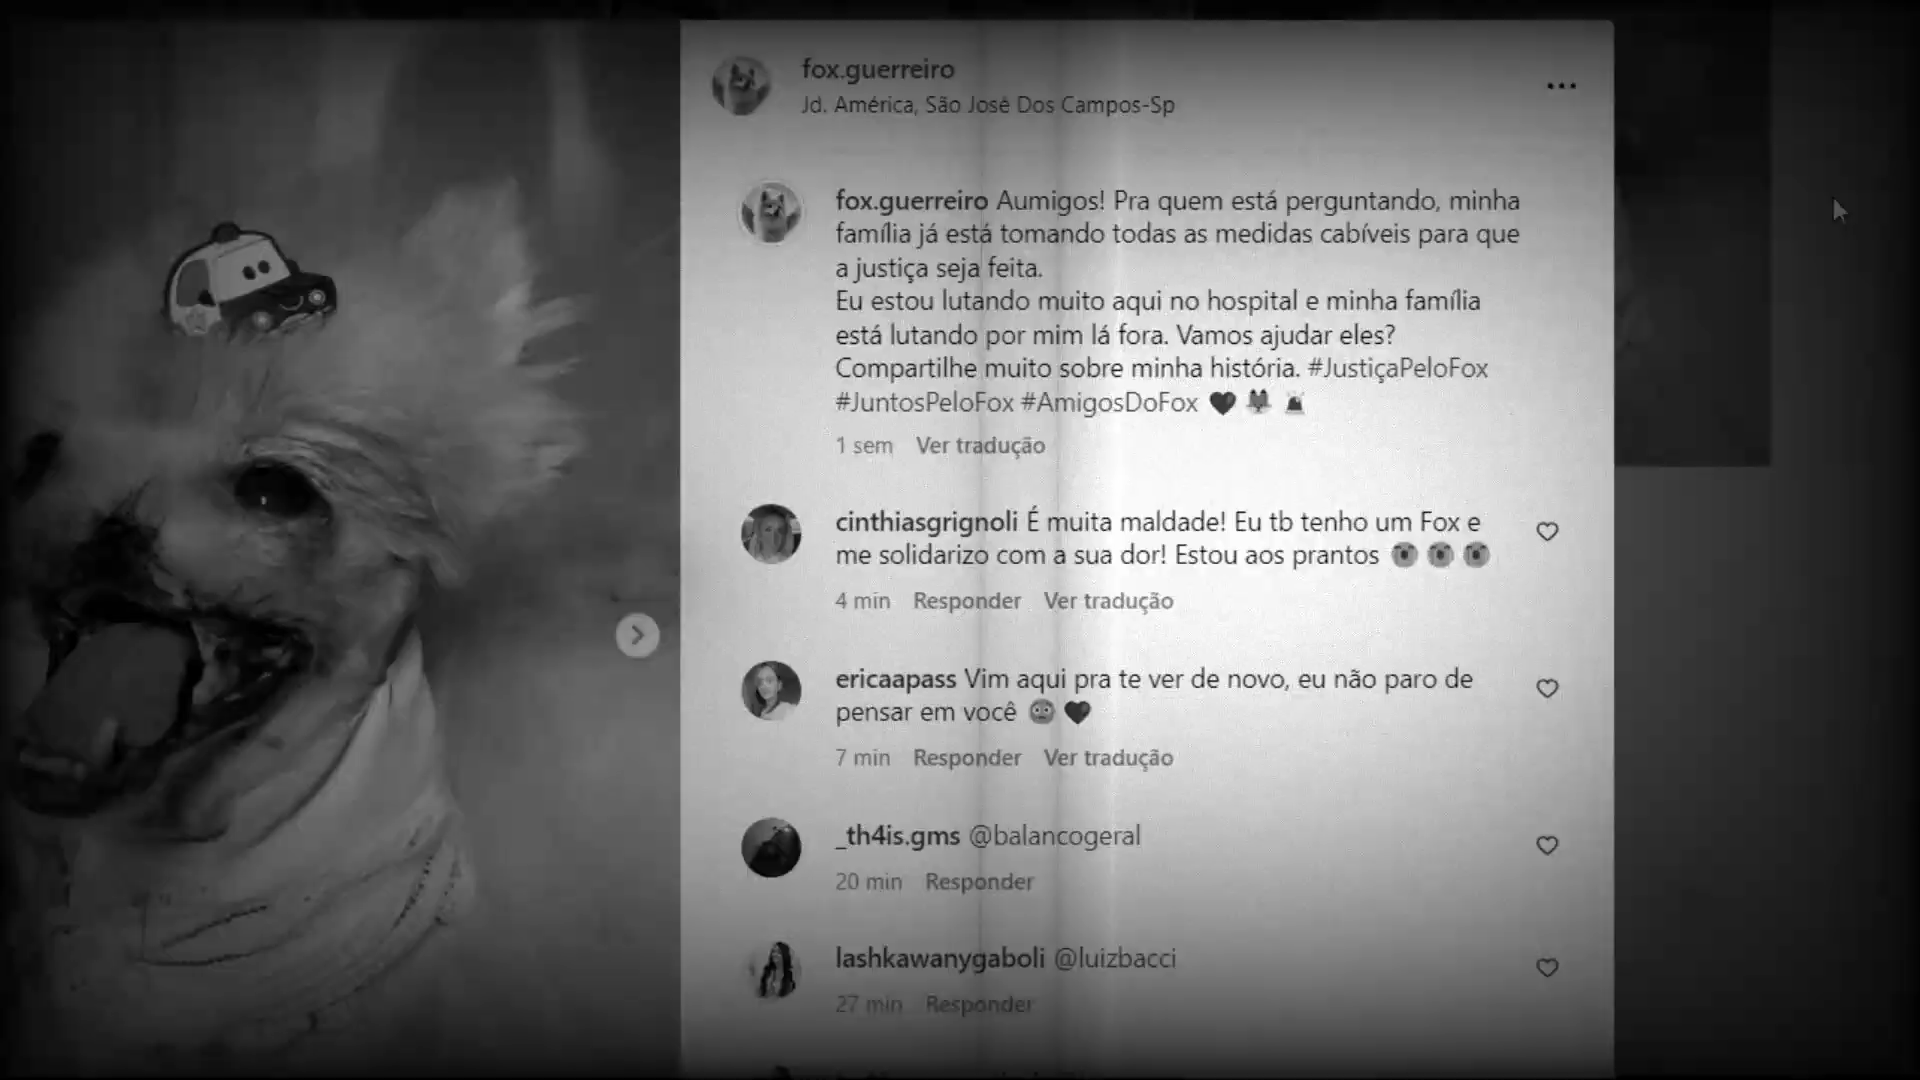 fox.guerreiro
Jd. América, São José Dos Campos-Sp
fox.guerreiro Aumigos! Pra quem está perguntando, minha
família já está tomando todas as medidas cabíveis para que
a justiça seja feita.
Eu estou lutando muito aqui no hospital e minha família
está lutando por mim lá fora. Vamos ajudar eles?
Compartilhe muito sobre minha história. #JustiçaPeloFox
#JuntosPeloFox #AmigosDoFox
1 sem Ver tradução
cinthiasgrignoli É muita maldade! Eu tb tenho um Fox e
me solidarizo com a sua dor! Estou aos prantos
4 min Responder Ver tradução
ericaapass Vim aqui pra te ver de novo, eu não paro de
pensar em você
7 min Responder Ver tradução
_th4is.gms @balancogeral
20 min Responder
lashkawanygaboli @luizbacci
27 min Responder